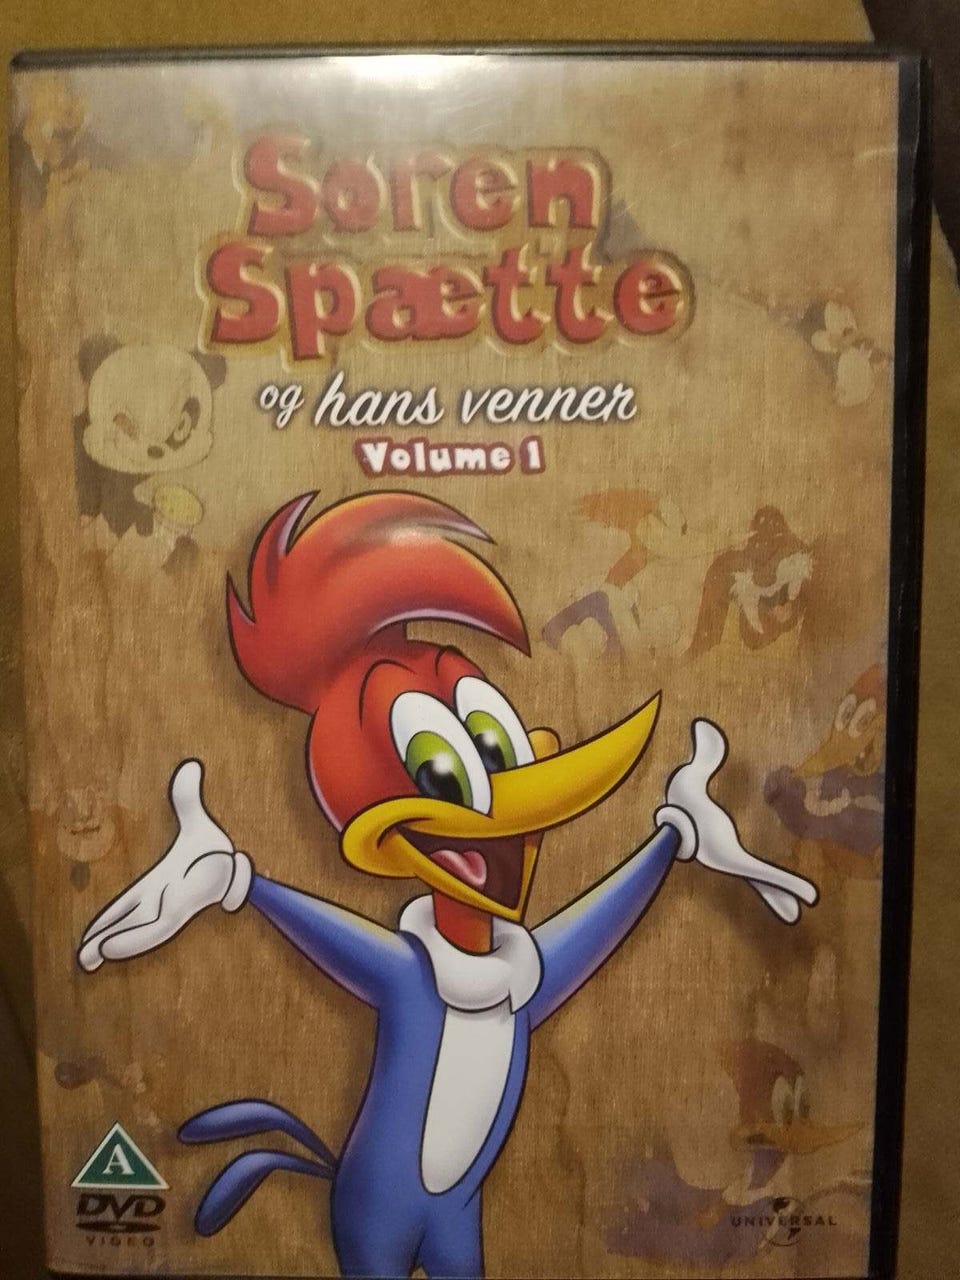 Søren
Spætte
og hans venner
Volume 1
A
DVD
VIDEO
UNIVERSAL